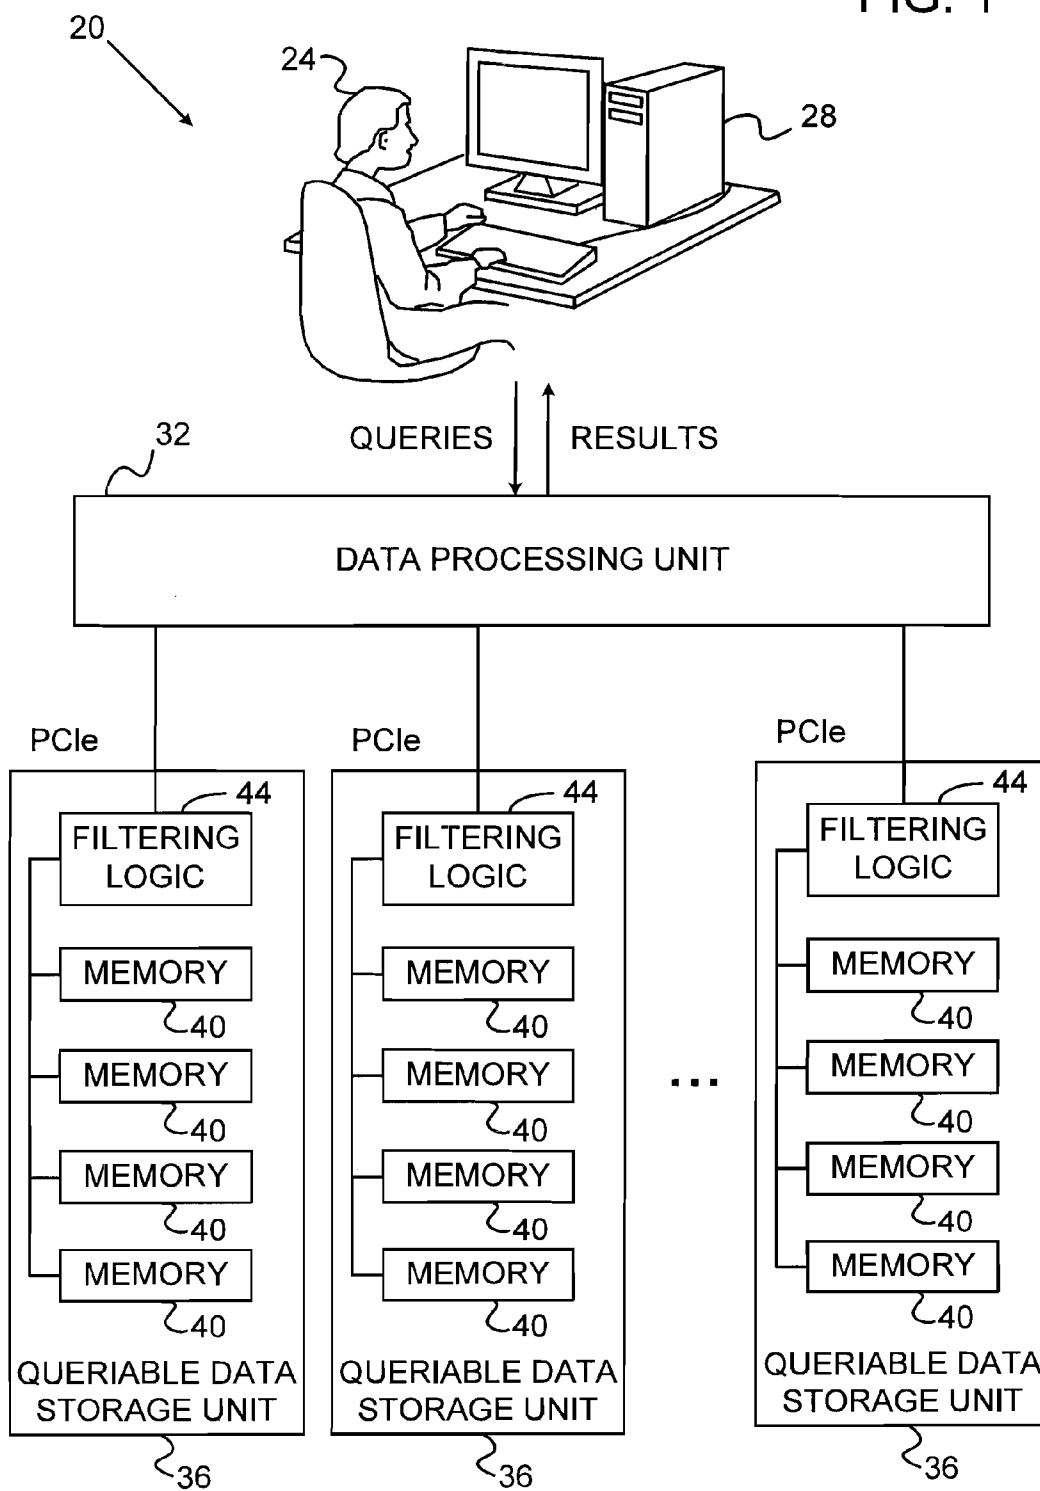 FIG. 1
20
24
28
QUERIES
RESULTS
32
DATA PROCESSING UNIT
PCIe
PCIe
PCIe
44
FILTERING
LOGIC
MEMORY
40
MEMORY
40
MEMORY
40
MEMORY
40
QUERIABLE DATA
STORAGE UNIT
36
44
FILTERING
LOGIC
MEMORY
40
MEMORY
40
MEMORY
40
MEMORY
40
QUERIABLE DATA
STORAGE UNIT
36
...
44
FILTERING
LOGIC
MEMORY
40
MEMORY
40
MEMORY
40
MEMORY
40
QUERIABLE DATA
STORAGE UNIT
36